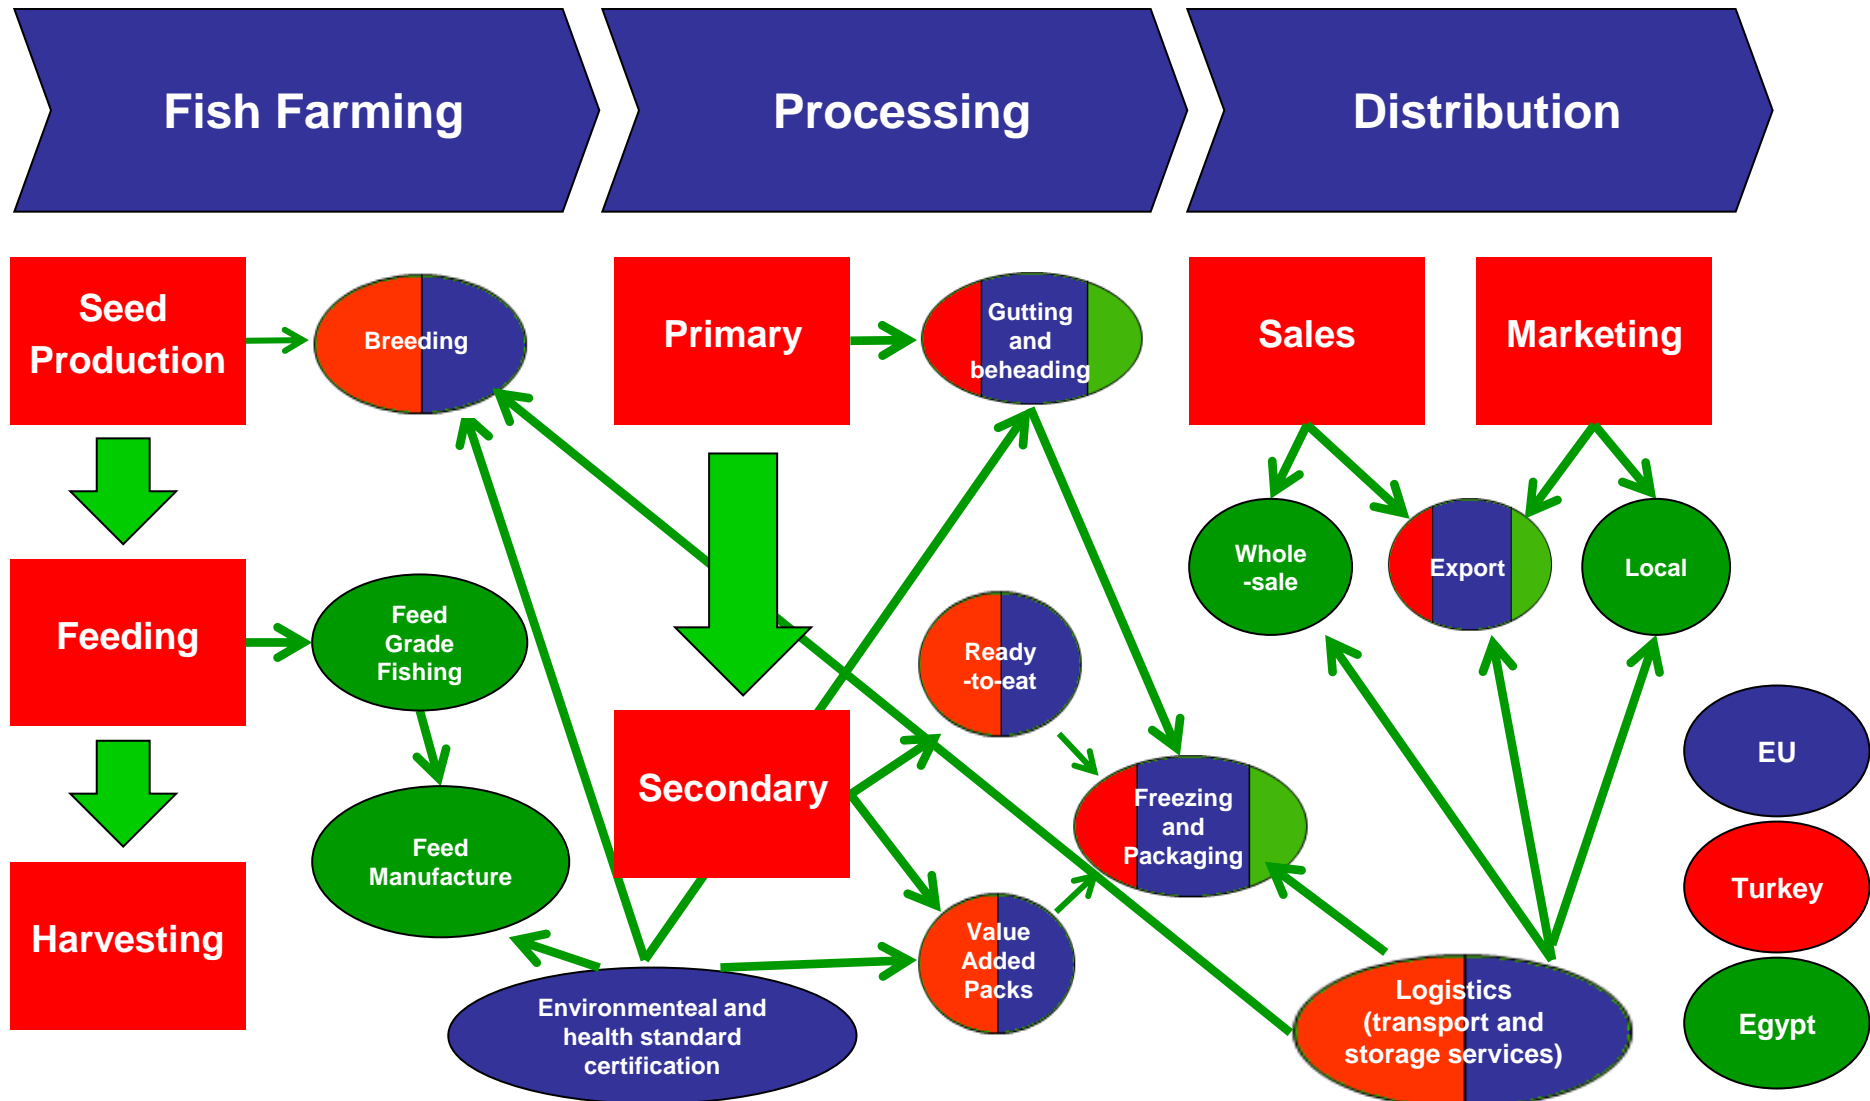 Fish Farming
Processing
Distribution
Seed
Production
Breeding
Primary
Gutting
and
beheading
Sales
Marketing
Feeding
Feed
Grade
Fishing
Whole
-sale
Export
Local
Ready
-to-eat
Secondary
Freezing
and
Packaging
EU
Feed
Manufacture
Turkey
Harvesting
Value
Added
Packs
Environmenteal and
health standard
certification
Logistics
(transport and
storage services)
Egypt